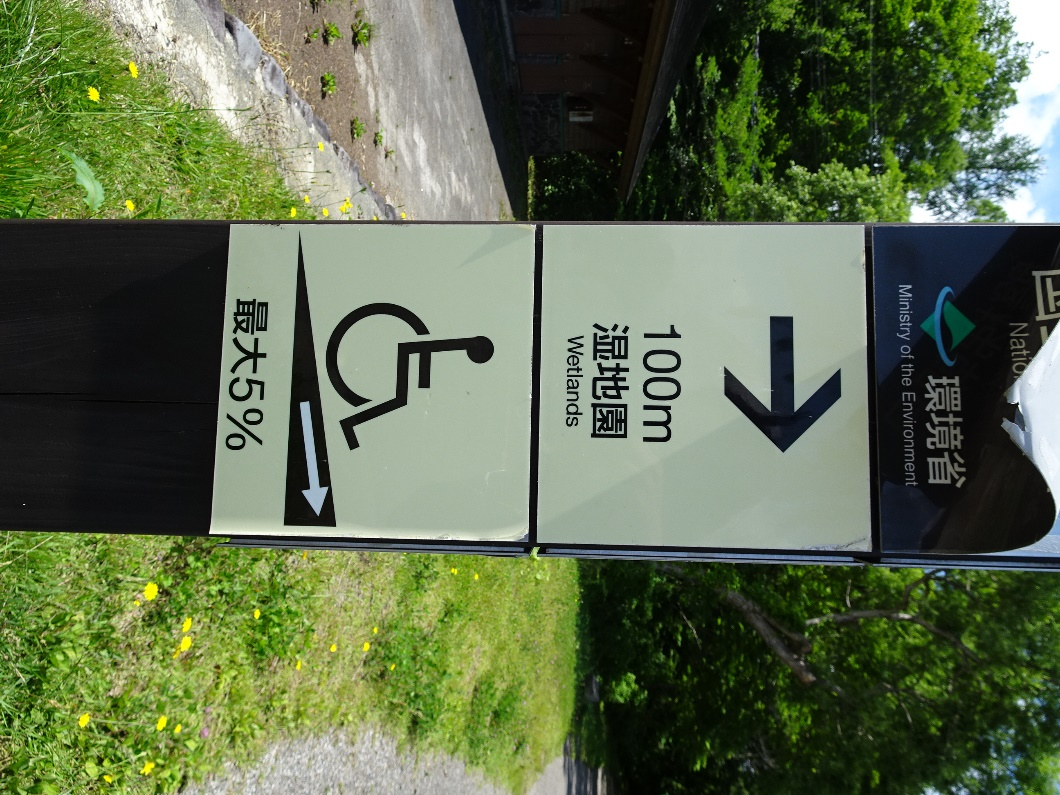 環境省
Ministry of the Environment
100m
湿地園
Wetlands
最大5%